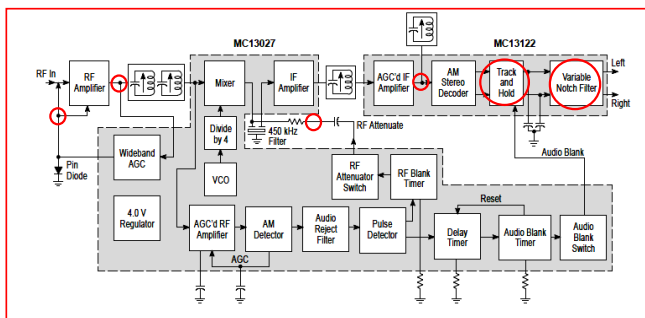 MC13027
MC13122
RF In
RF
Amplifier
Mixer
IF
Amplifier
AGC'd IF
Amplifier
AM
Stereo
Decoder
Track
and
Hold
Variable
Notch Filter
Left
Right
Divide
by 4
450 kHz
Filter
RF Attenuate
Audio Blank
Pin
Diode
Wideband
AGC
VCO
RF
Attenuator
Switch
RF Blank
Timer
4.0 V
Regulator
AGC'd RF
Amplifier
AM
Detector
Audio
Reject
Filter
Pulse
Detector
Reset
Delay
Timer
Audio Blank
Timer
Audio
Blank
Switch
AGC